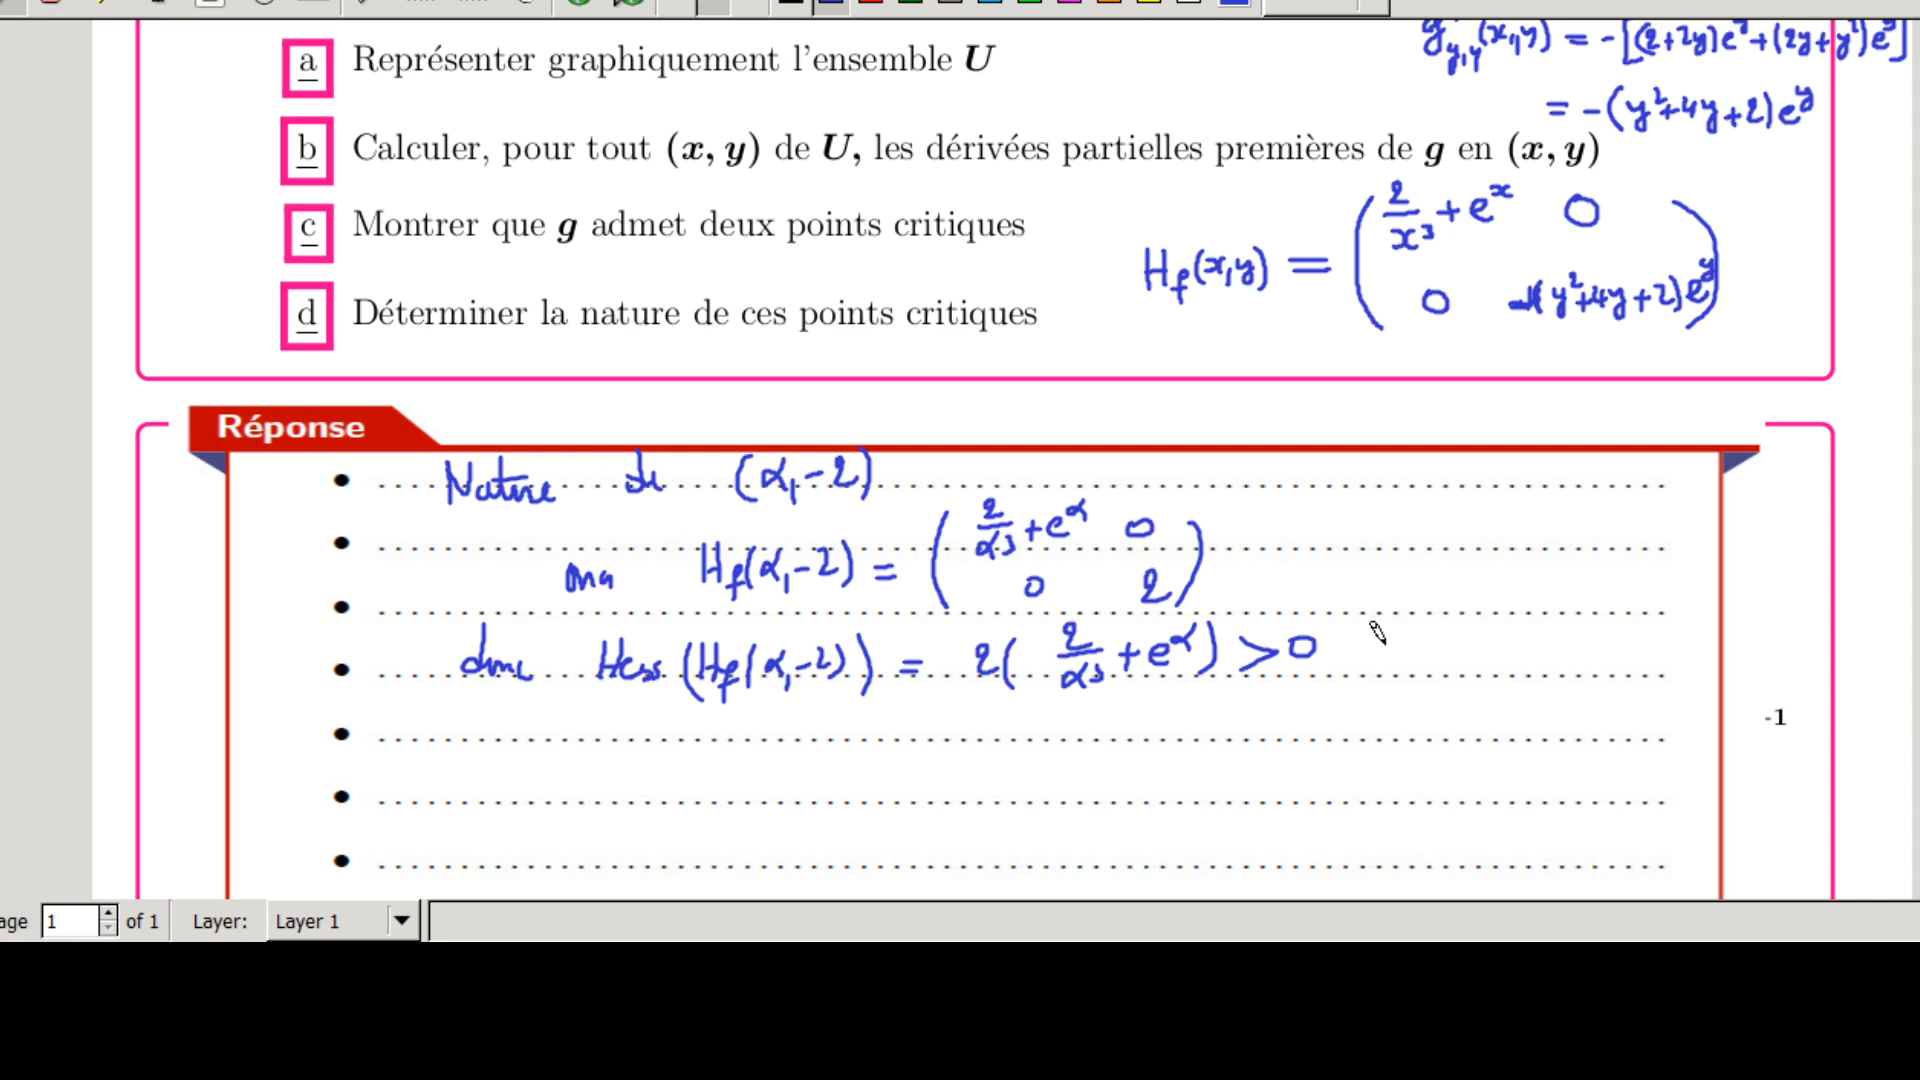 g''y,y(x,y) = -[(2+2y)e^y+(2y+y²)e^y]
a Représenter graphiquement l'ensemble U
= -(y²+4y+2)e^y
b Calculer, pour tout (x, y) de U, les dérivées partielles premières de g en (x, y)
c Montrer que g admet deux points critiques
H_f(x,y) = ( 2/x³ + e^x 0
0 -(y²+4y+2)e^y )
d Déterminer la nature de ces points critiques
Réponse
Nature de (α,-2)
ona H_f(α,-2) = ( 2/α³ + e^α 0
0 2 )
donc Hess (H_f(α,-2)) = 2( 2/α³ + e^α) > 0
-1
age 1 of 1 Layer: Layer 1